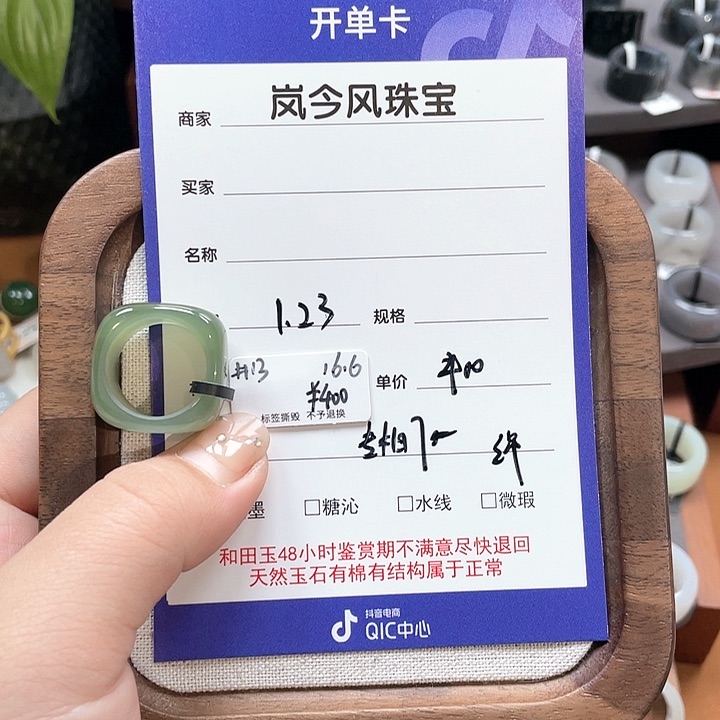 开单卡
商家 岚今风珠宝
买家
名称
1.23 规格
#13 16.6
¥400
单价
标签撕毁 不予退换
墨 □糖沁 □水线 □微瑕
和田玉48小时鉴赏期不满意尽快退回
天然玉石有棉有结构属于正常
抖音电商
QIC中心